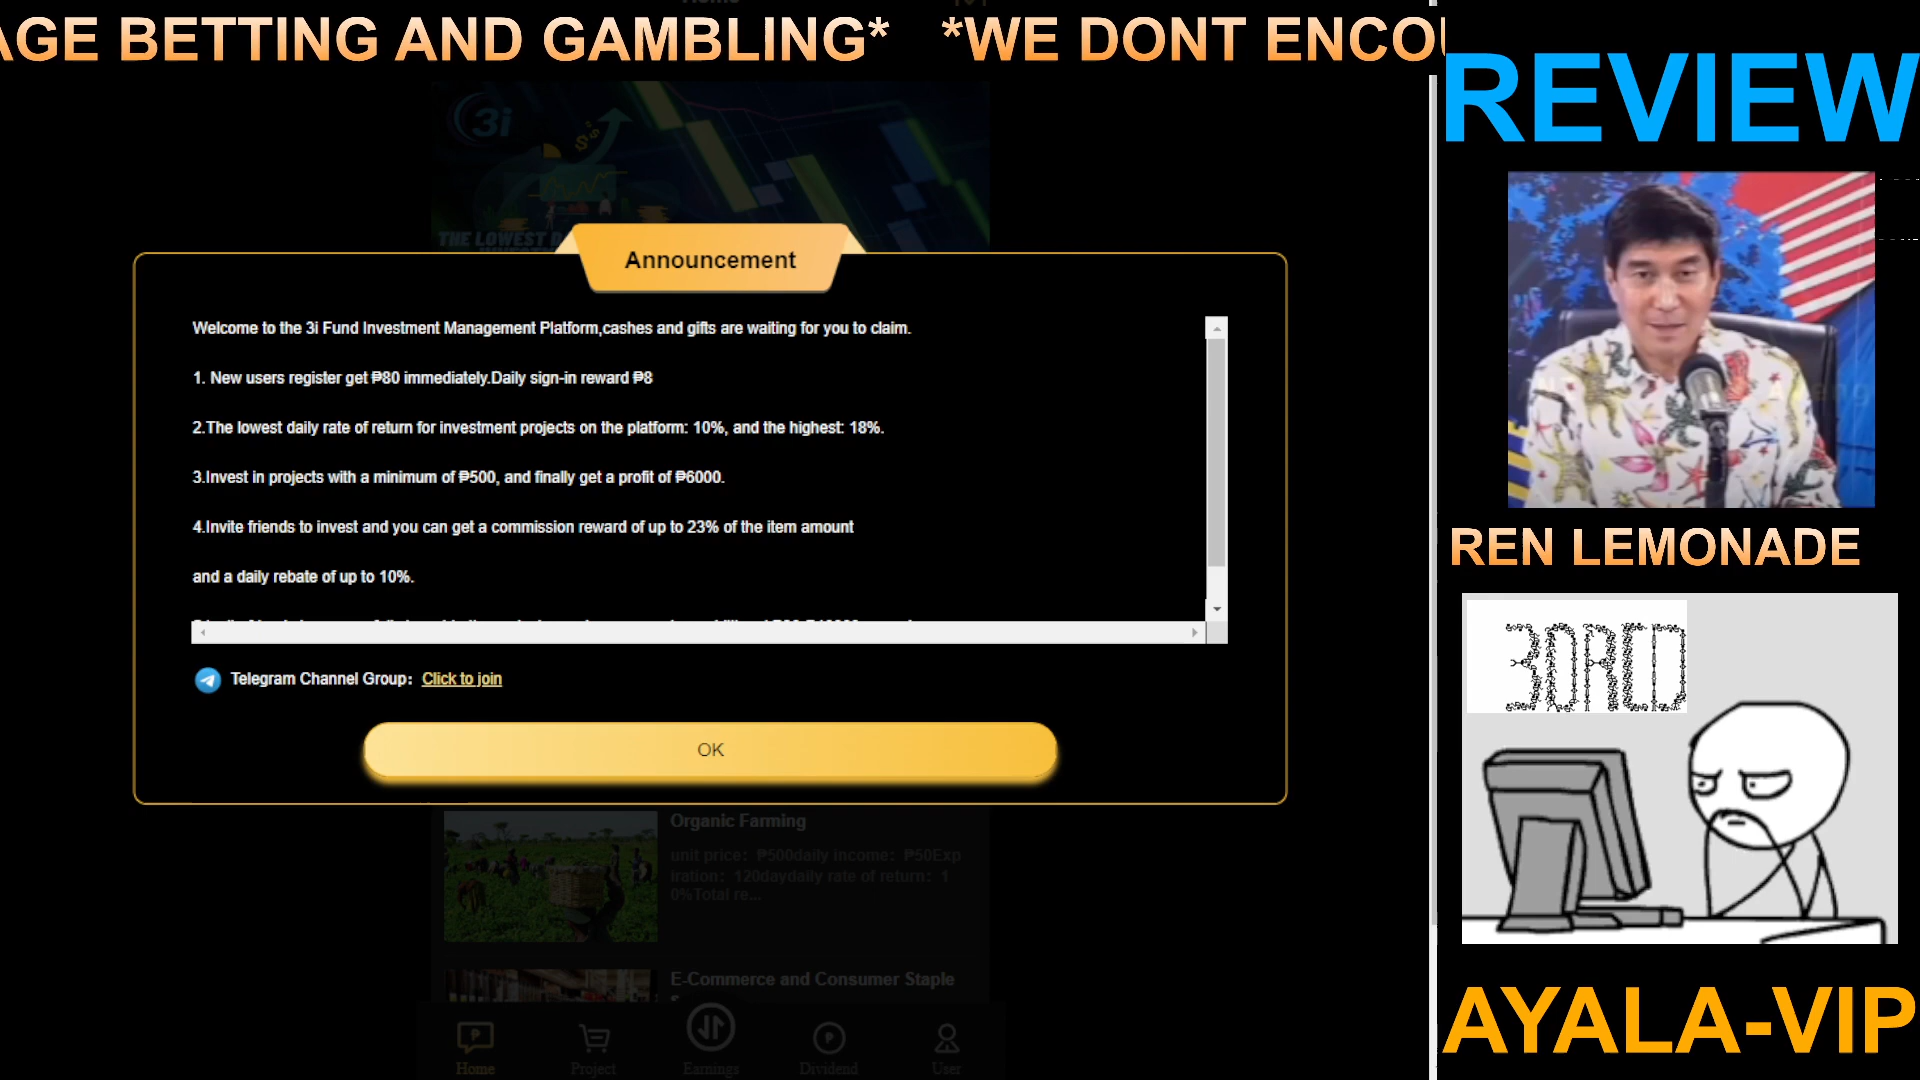 AGE BETTING AND GAMBLING* *WE DONT ENCOU
REVIEW
3i
THE LOWEST D
Announcement
Welcome to the 3i Fund Investment Management Platform,cashes and gifts are waiting for you to claim.
1. New users register get ₱80 immediately.Daily sign-in reward ₱8
2.The lowest daily rate of return for investment projects on the platform: 10%, and the highest: 18%.
3.Invest in projects with a minimum of ₱500, and finally get a profit of ₱6000.
4.Invite friends to invest and you can get a commission reward of up to 23% of the item amount
and a daily rebate of up to 10%.
Telegram Channel Group： Click to join
OK
Organic Farming
unit price：₱500daily income：₱50Exp
iration：120daydaily rate of return：1
0%Total re...
E-Commerce and Consumer Staple
Home
Project
Earnings
Dividend
User
REN LEMONADE
AYALA-VIP